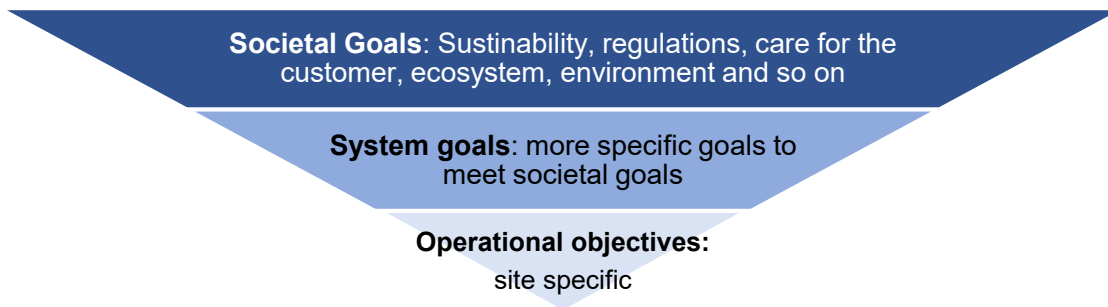 Societal Goals: Sustinability, regulations, care for the
customer, ecosystem, environment and so on
System goals: more specific goals to
meet societal goals
Operational objectives:
site specific